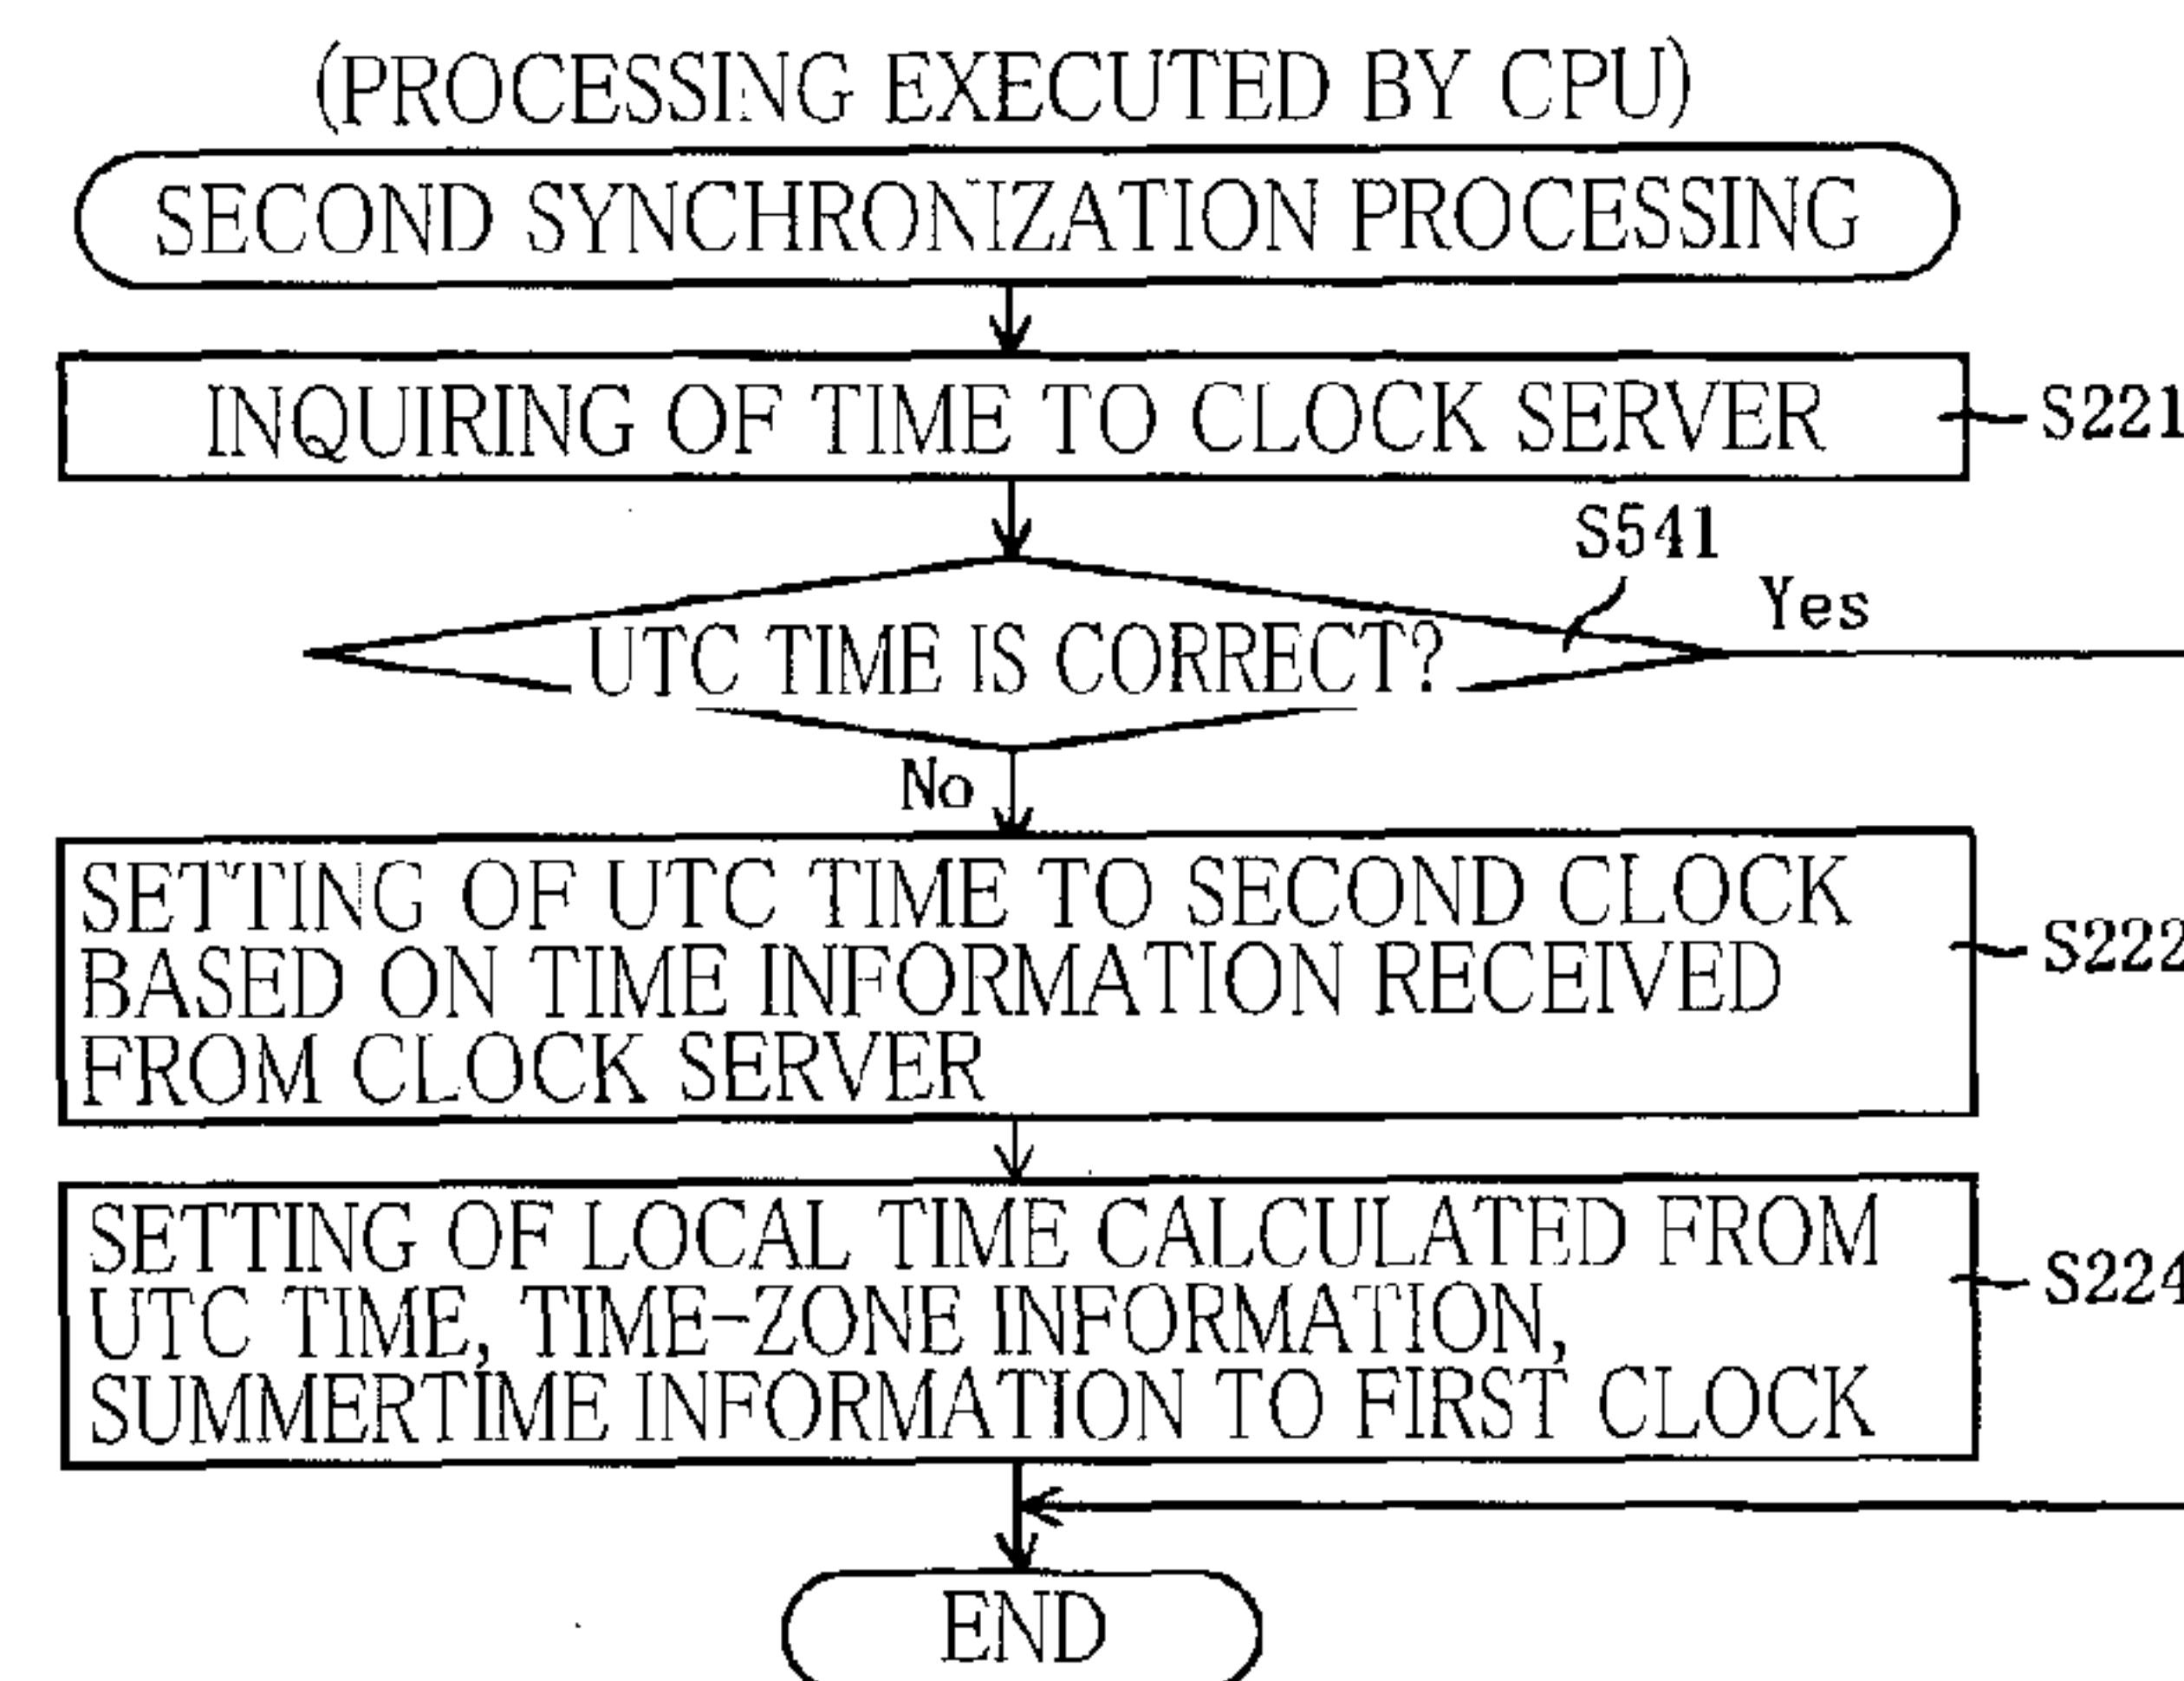 (PROCESSING EXECUTED BY CPU)
SECOND SYNCHRONIZATION PROCESSING
INQUIRING OF TIME TO CLOCK SERVER
S221
S541
Yes
UTC TIME IS CORRECT?
No
SETTING OF UTC TIME TO SECOND CLOCK
BASED ON TIME INFORMATION RECEIVED
FROM CLOCK SERVER
S222
SETTING OF LOCAL TIME CALCULATED FROM
UTC TIME, TIME-ZONE INFORMATION,
SUMMERTIME INFORMATION TO FIRST CLOCK
S224
END